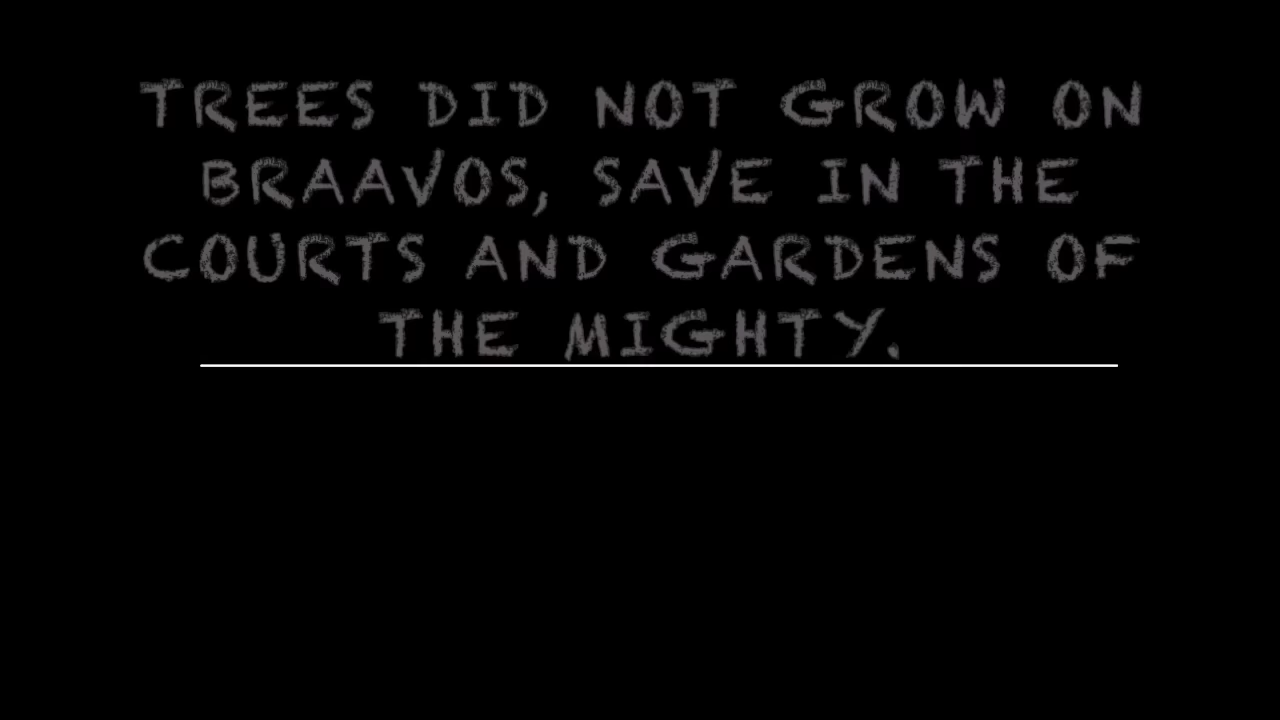 TREES DID NOT GROW ON
BRAAVOS, SAVE IN THE
COURTS AND GARDENS OF
THE MIGHTY.